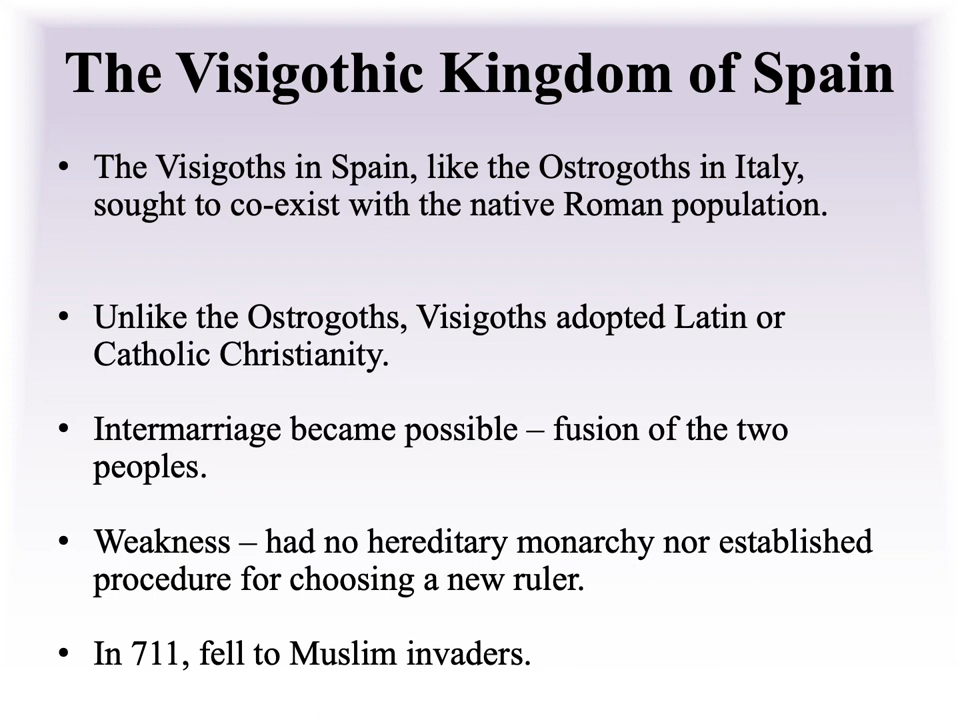 The Visigothic Kingdom of Spain
• The Visigoths in Spain, like the Ostrogoths in Italy,
sought to co-exist with the native Roman population.
• Unlike the Ostrogoths, Visigoths adopted Latin or
Catholic Christianity.
• Intermarriage became possible – fusion of the two
peoples.
• Weakness – had no hereditary monarchy nor established
procedure for choosing a new ruler.
• In 711, fell to Muslim invaders.